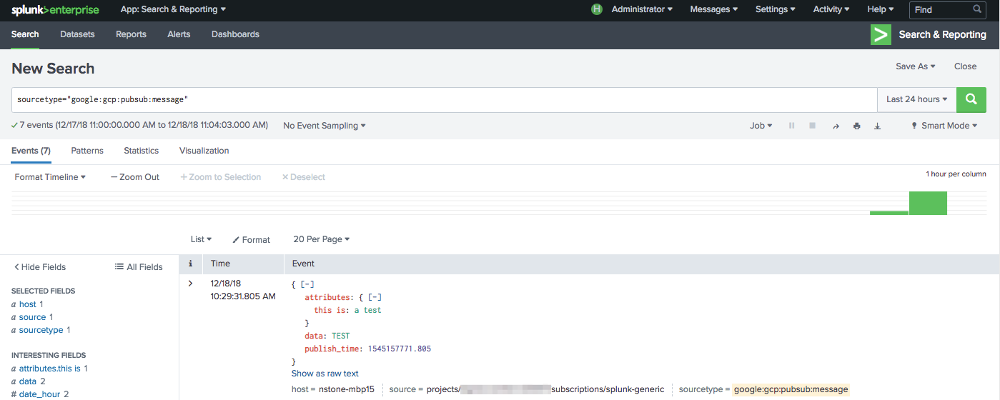 splunk>enterprise App: Search & Reporting ▾ H Administrator ▾ Messages ▾ Settings ▾ Activity ▾ Help ▾ Find
Search Datasets Reports Alerts Dashboards > Search & Reporting
New Search Save As ▾ Close
sourcetype="google:gcp:pubsub:message" Last 24 hours ▾
✓ 7 events (12/17/18 11:00:00.000 AM to 12/18/18 11:04:03.000 AM) No Event Sampling ▾ Job ▾ Smart Mode ▾
Events (7) Patterns Statistics Visualization
Format Timeline ▾ — Zoom Out + Zoom to Selection × Deselect 1 hour per column
List ▾ Format 20 Per Page ▾
< Hide Fields All Fields i Time Event
SELECTED FIELDS
a host 1
a source 1
a sourcetype 1
INTERESTING FIELDS
a attributes.this is 1
a data 2
# date_hour 2
> 12/18/18
10:29:31.805 AM
{ [-]
attributes: { [-]
this is: a test
}
data: TEST
publish_time: 1545157771.805
}
Show as raw text
host = nstone-mbp15 source = projects/ subscriptions/splunk-generic sourcetype = google:gcp:pubsub:message